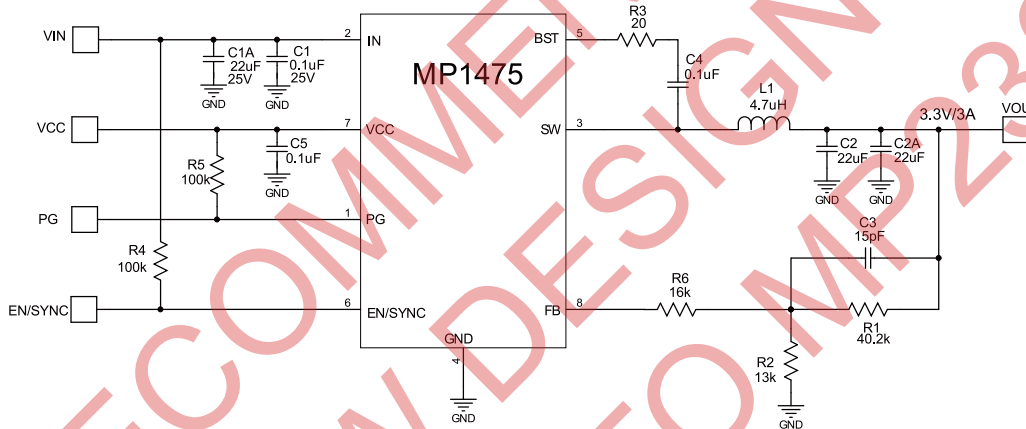 R3
20
VIN
2
IN
BST
5
C1A
22uF
25V
GND
C1
0.1uF
25V
GND
MP1475
C4
0.1uF
L1
4.7uH
VCC
7
VCC
SW
3
3.3V/3A
VOU
R5
100k
C5
0.1uF
GND
C2
22uF
GND
C2A
22uF
GND
PG
1
PG
C3
15pF
R4
100k
R6
16k
EN/SYNC
6
EN/SYNC
FB
8
R1
40.2k
GND
4
GND
R2
13k
GND
ECOMMEN
W DESIGN
O MP23